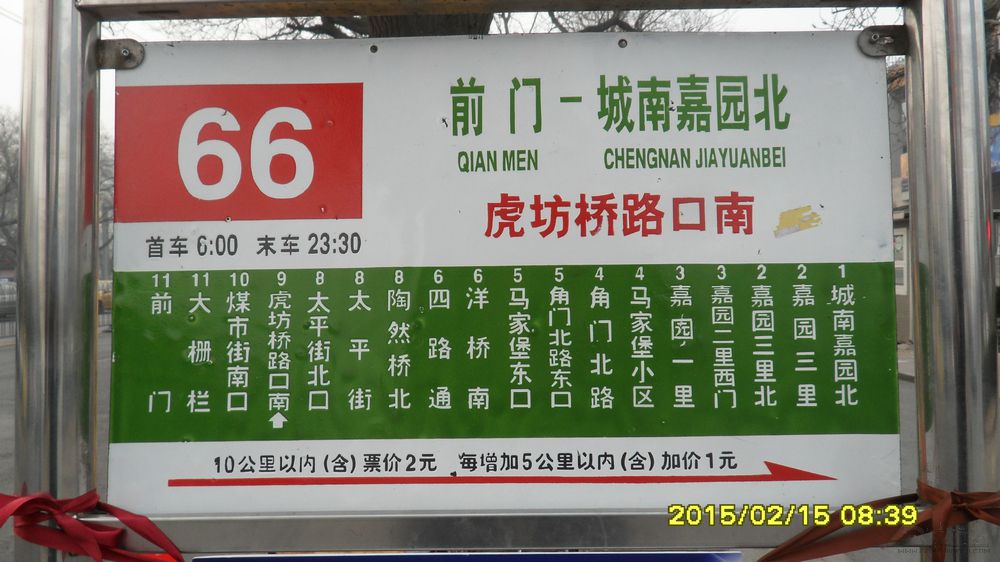 66
前门－城南嘉园北
QIAN MEN CHENGNAN JIAYUANBEI
虎坊桥路口南
首车 6:00 末车 23:30
11 前门
11 大栅栏
10 煤市街南口
9 虎坊桥路口南
8 太平街北口
8 太平街
8 陶然桥北
6 四路通
6 洋桥南
5 马家堡东口
5 角门北路东口
4 角门北路
4 马家堡小区
3 嘉园一里
3 嘉园二里西门
2 嘉园三里北
2 嘉园三里
1 城南嘉园北
10公里以内(含)票价2元 每增加5公里以内(含)加价1元
2015/02/15 08:39